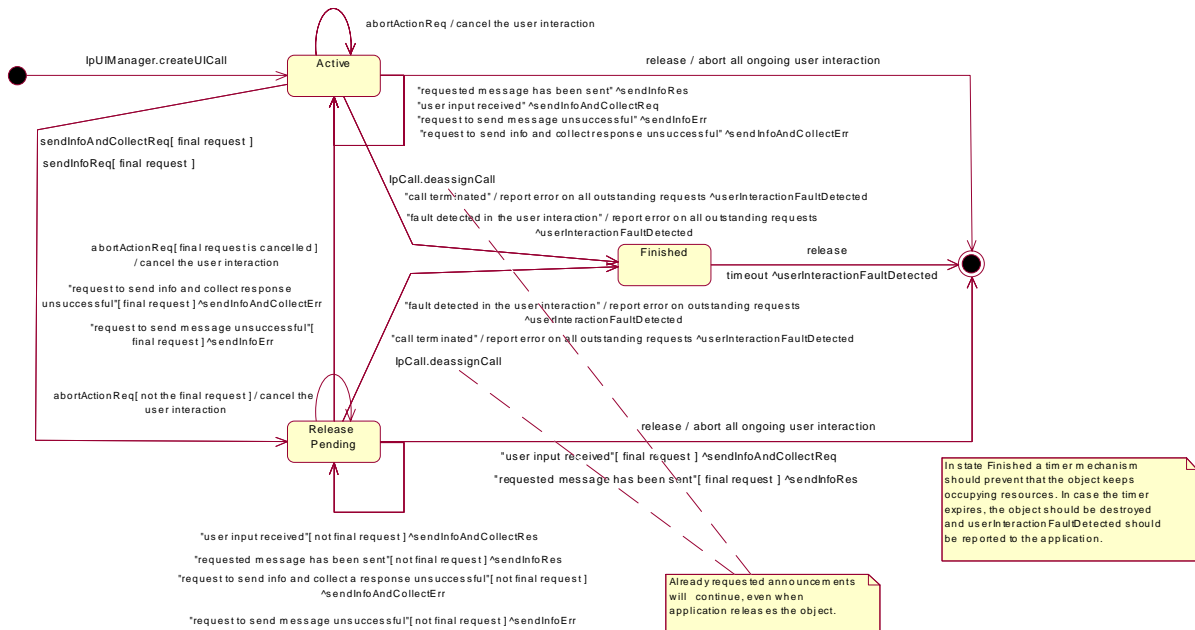 abortActionReq / cancel the user interaction
IpUIManager.createUICall
Active
release / abort all ongoing user interaction
"requested message has been sent" ^sendInfoRes
"user input received" ^sendInfoAndCollectReq
"request to send message unsuccessful" ^sendInfoErr
"request to send info and collect response unsuccessful" ^sendInfoAndCollectErr
sendInfoAndCollectReq[ final request ]
sendInfoReq[ final request ]
IpCall.deassignCall
"call terminated" / report error on all outstanding requests ^userInteractionFaultDetected
"fault detected in the user interaction" / report error on all outstanding requests
^userInteractionFaultDetected
abortActionReq[ final request is cancelled ]
/ cancel the user interaction
Finished
release
timeout ^userInteractionFaultDetected
"request to send info and collect response
unsuccessful"[ final request ] ^sendInfoAndCollectErr
"request to send message unsuccessful"[
final request ] ^sendInfoErr
"fault detected in the user interaction" / report error on outstanding requests
^userInteractionFaultDetected
"call terminated" / report error on all outstanding requests ^userInteractionFaultDetected
IpCall.deassignCall
abortActionReq[ not the final request ] / cancel the
user interaction
Release
Pending
release / abort all ongoing user interaction
"user input received"[ final request ] ^sendInfoAndCollectReq
"requested message has been sent"[ final request ] ^sendInfoRes
In state Finished a timer mechanism
should prevent that the object keeps
occupying resources. In case the timer
expires, the object should be destroyed
and userInteractionFaultDetected should
be reported to the application.
"user input received"[ not final request ] ^sendInfoAndCollectRes
"requested message has been sent"[ not final request ] ^sendInfoRes
"request to send info and collect a response unsuccessful"[ not final request ]
^sendInfoAndCollectErr
"request to send message unsuccessful"[ not final request ] ^sendInfoErr
Already requested announcements
will continue, even when
application releases the object.